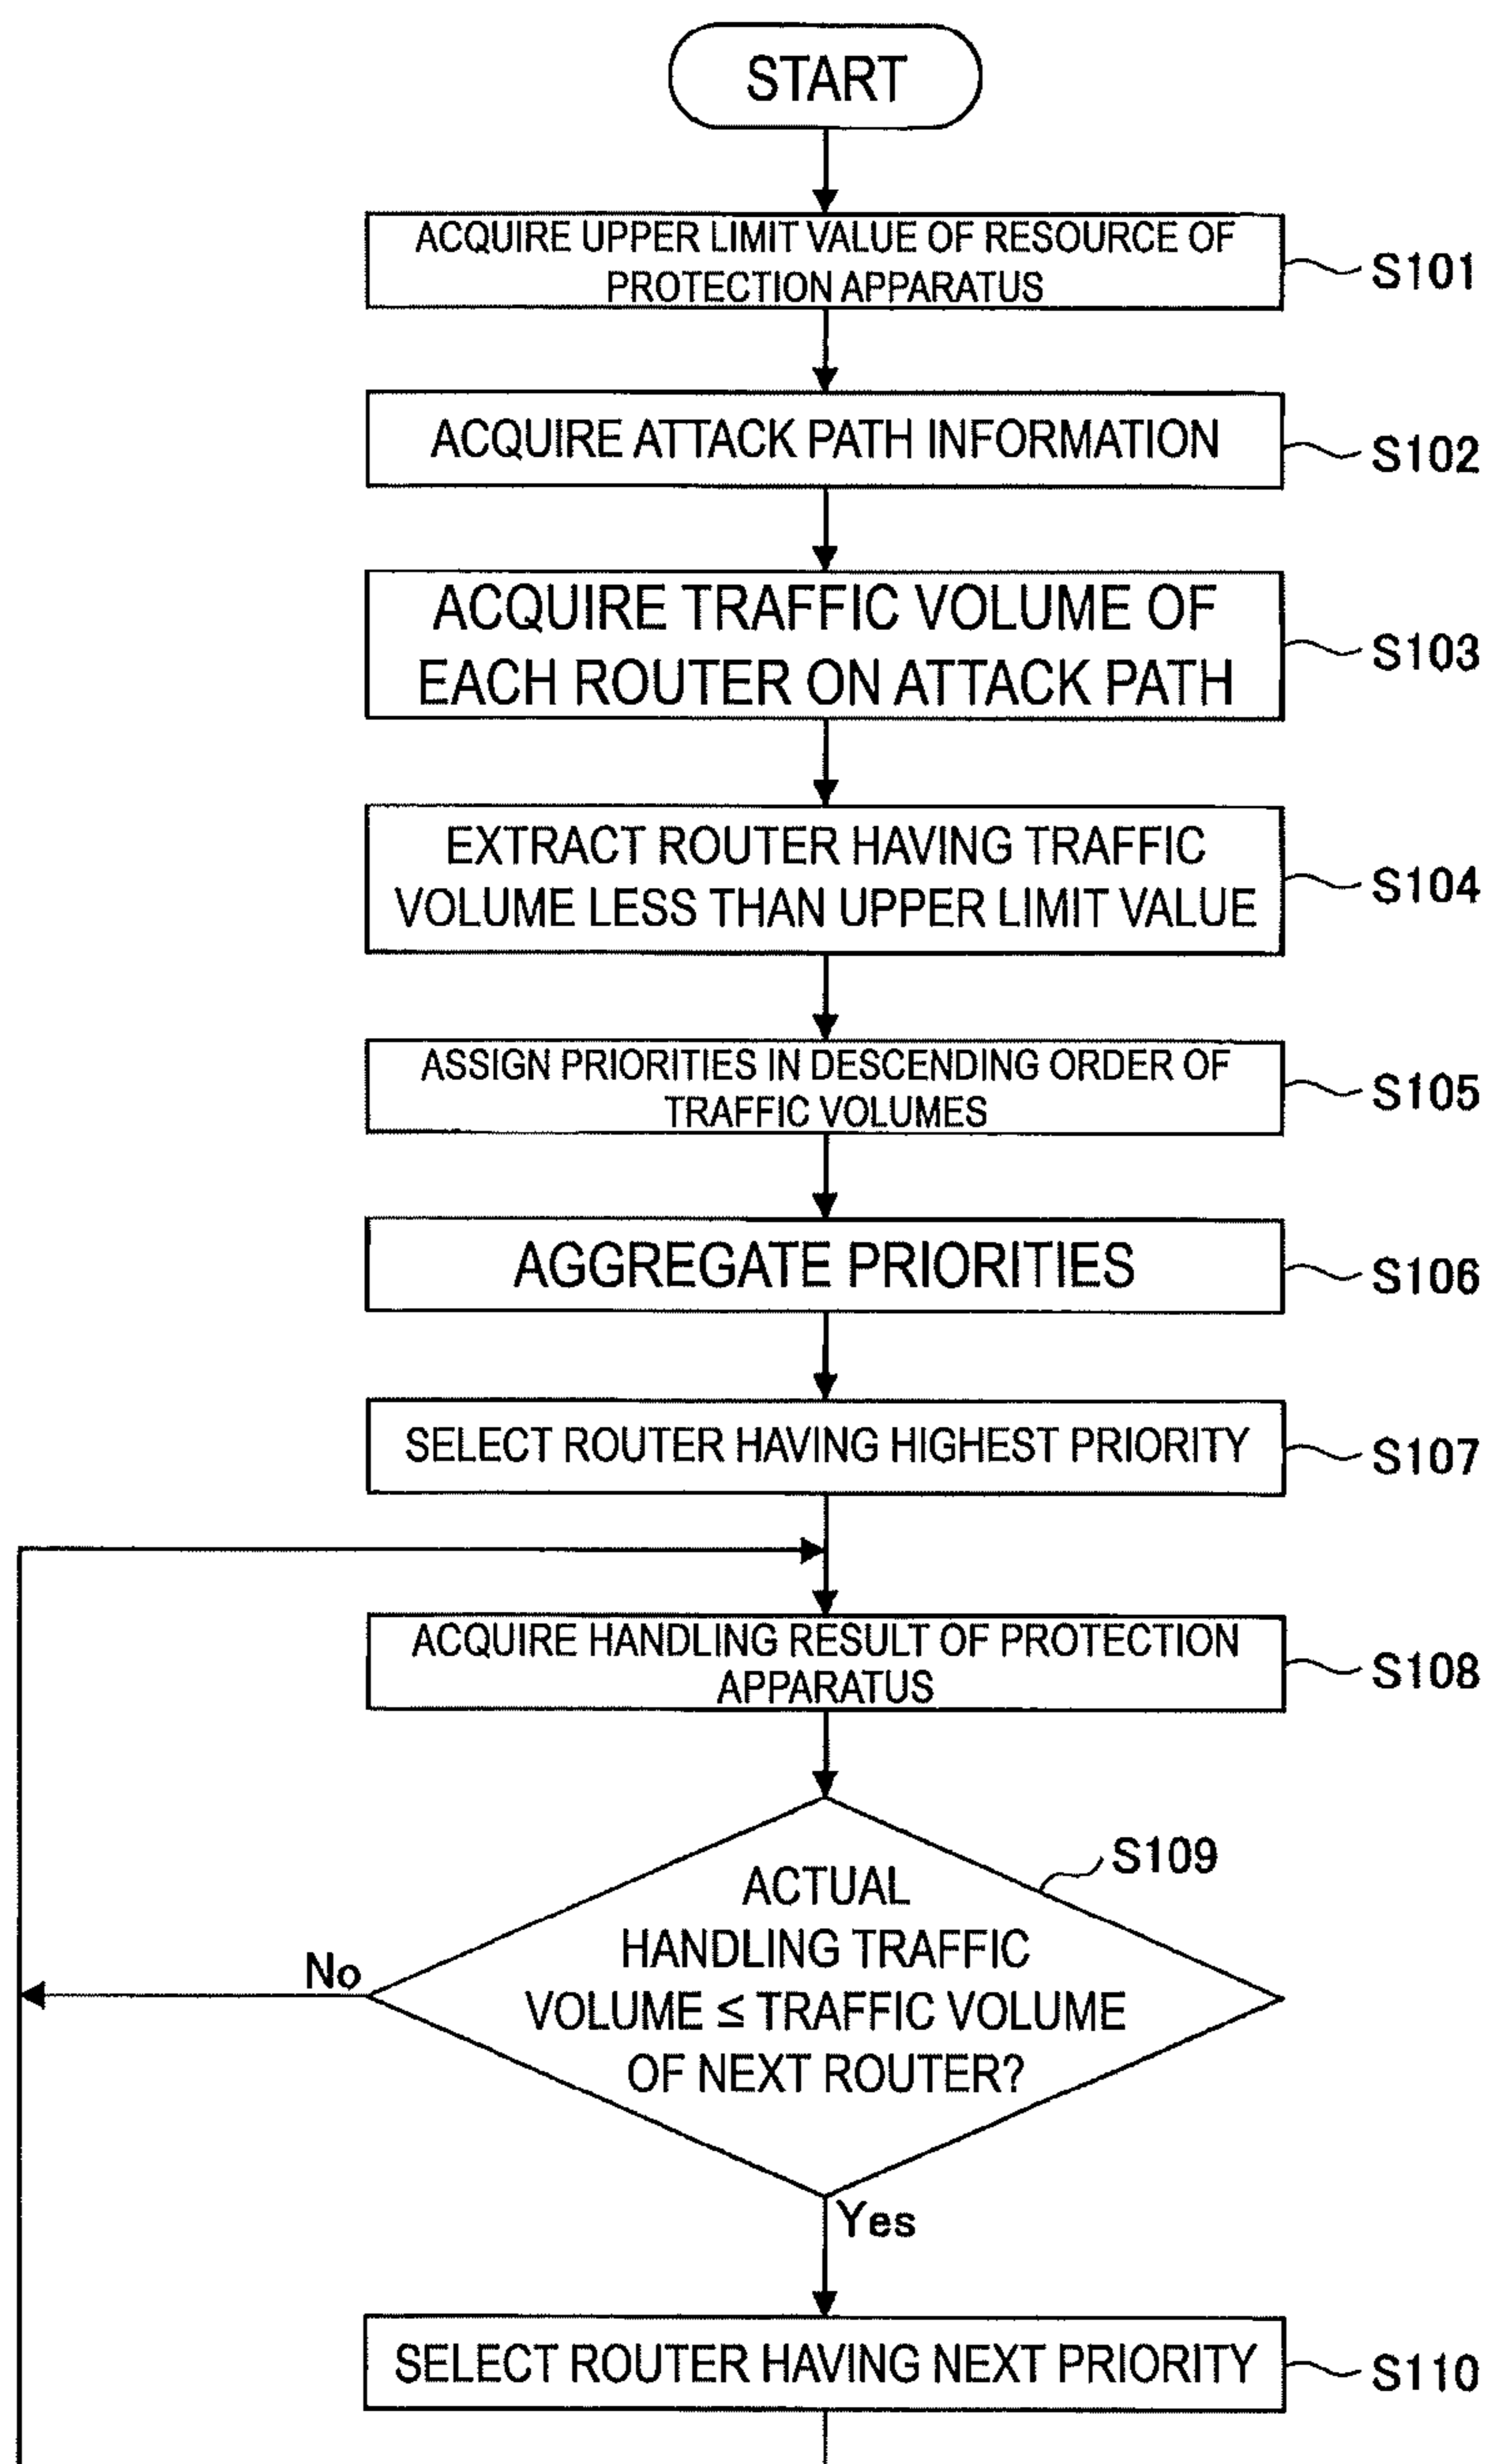 START
ACQUIRE UPPER LIMIT VALUE OF RESOURCE OF
PROTECTION APPARATUS
S101
ACQUIRE ATTACK PATH INFORMATION
S102
ACQUIRE TRAFFIC VOLUME OF
EACH ROUTER ON ATTACK PATH
S103
EXTRACT ROUTER HAVING TRAFFIC
VOLUME LESS THAN UPPER LIMIT VALUE
S104
ASSIGN PRIORITIES IN DESCENDING ORDER OF
TRAFFIC VOLUMES
S105
AGGREGATE PRIORITIES
S106
SELECT ROUTER HAVING HIGHEST PRIORITY
S107
ACQUIRE HANDLING RESULT OF PROTECTION
APPARATUS
S108
S109
ACTUAL
HANDLING TRAFFIC
VOLUME ≤ TRAFFIC VOLUME
OF NEXT ROUTER?
No
Yes
SELECT ROUTER HAVING NEXT PRIORITY
S110